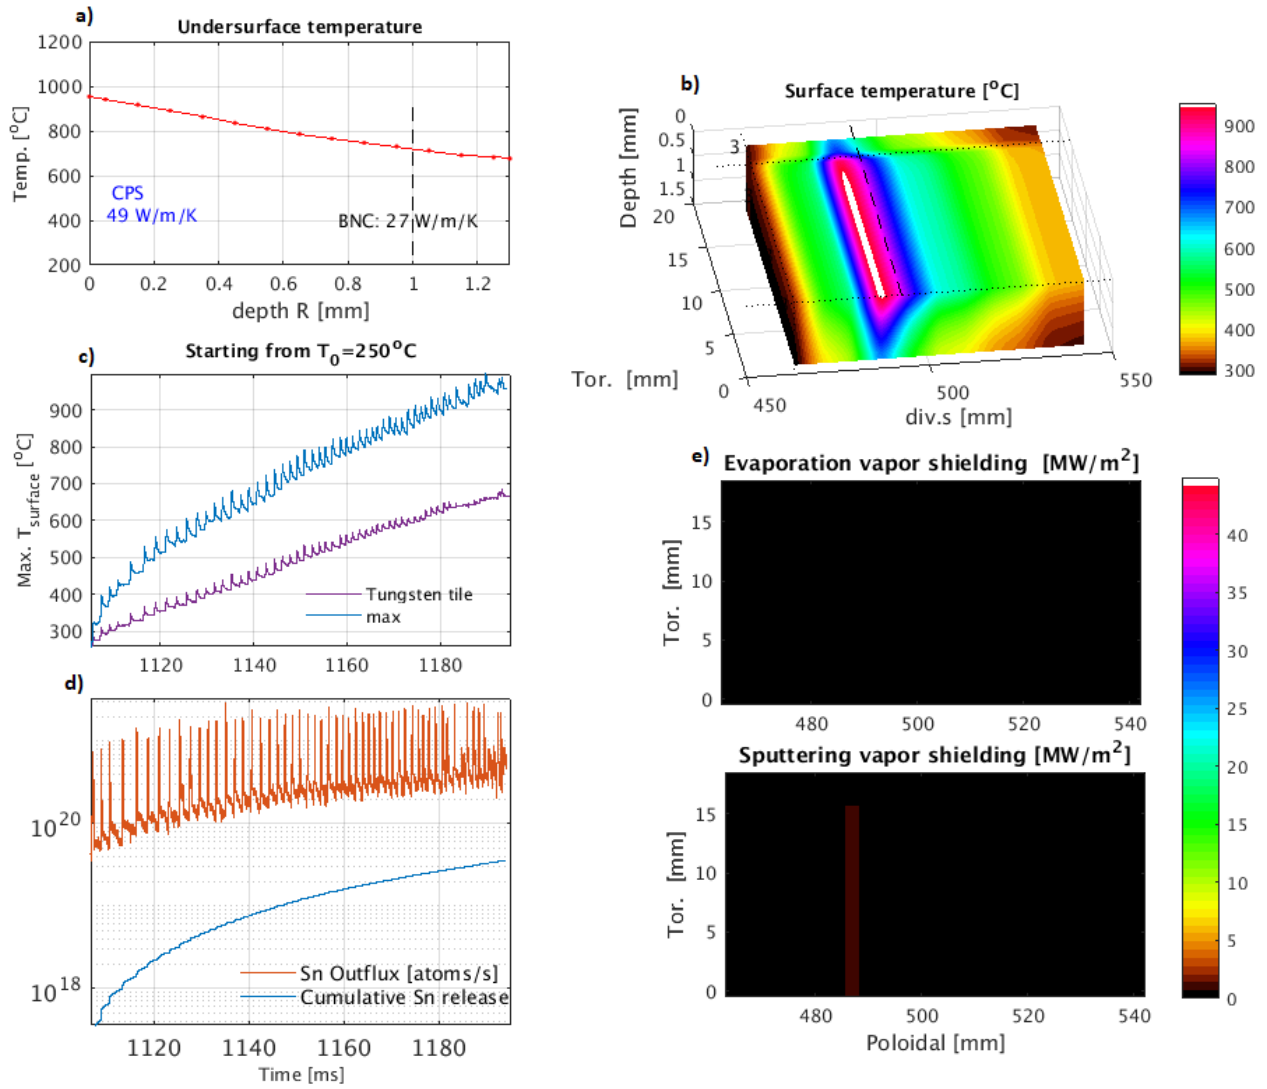 a)
Undersurface temperature
1200
1000
800
600
400
200
Temp. [°C]
CPS
49 W/m/K
BNC: 27 W/m/K
0 0.2 0.4 0.6 0.8 1 1.2
depth R [mm]
b)
Surface temperature [°C]
0
0.5
1
1.5
Depth [mm]
3
20
15
10
5
0
Tor. [mm]
450
500
550
div.s [mm]
900
800
700
600
500
400
300
c)
Starting from T0=250°C
900
800
700
600
500
400
300
Max. Tsurface [°C]
Tungsten tile
max
1120 1140 1160 1180
d)
10^20
10^18
Sn Outflux [atoms/s]
Cumulative Sn release
1120 1140 1160 1180
Time [ms]
e)
Evaporation vapor shielding [MW/m²]
15
10
5
0
Tor. [mm]
480 500 520 540
Sputtering vapor shielding [MW/m²]
15
10
5
0
Tor. [mm]
480 500 520 540
Poloidal [mm]
40
35
30
25
20
15
10
5
0